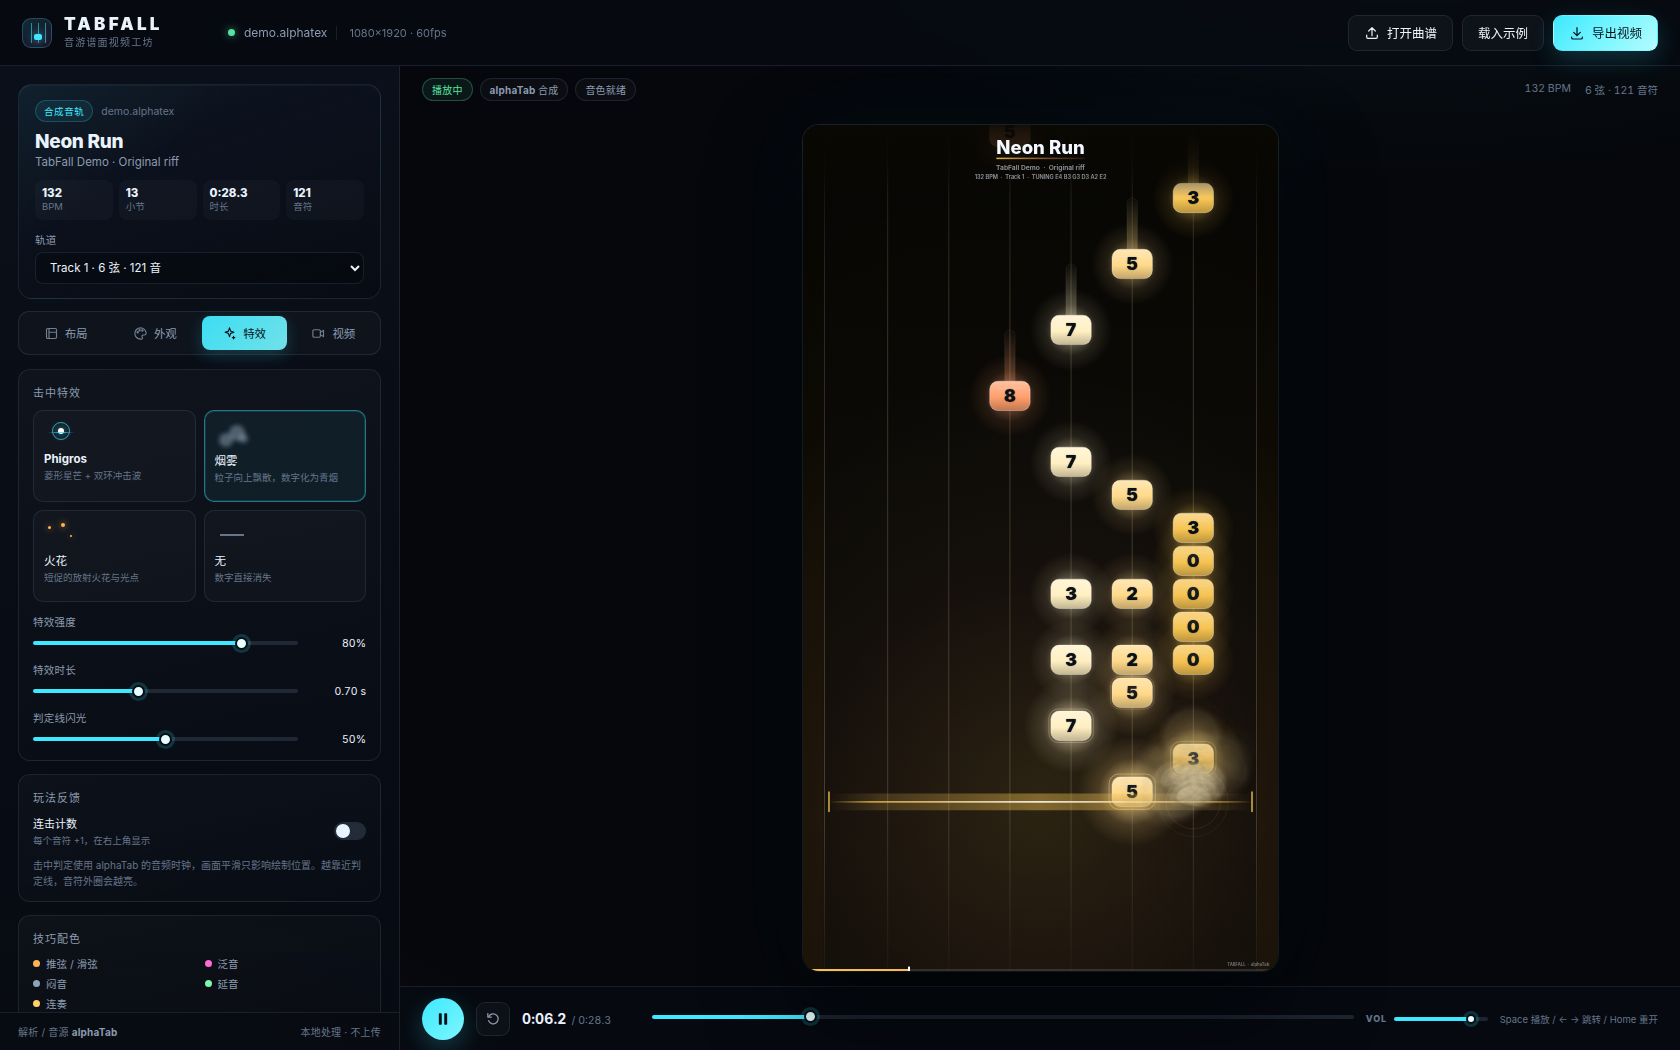 TABFALL
音游谱面视频工坊
demo.alphatex
1080×1920 · 60fps
打开曲谱
载入示例
导出视频
合成音轨
demo.alphatex
Neon Run
TabFall Demo · Original riff
132
BPM
13
小节
0:28.3
时长
121
音符
轨道
Track 1 · 6 弦 · 121 音
布局
外观
特效
视频
击中特效
Phigros
菱形星芒 + 双环冲击波
烟雾
粒子向上飘散，数字化为青烟
火花
短促的放射火花与光点
无
数字直接消失
特效强度
80%
特效时长
0.70 s
判定线闪光
50%
玩法反馈
连击计数
每个音符 +1，在右上角显示
击中判定使用 alphaTab 的音频时钟，画面平滑只影响绘制位置。越靠近判
定线，音符外圈会越亮。
技巧配色
推弦 / 滑弦
泛音
闷音
延音
连奏
解析 / 音源 alphaTab
本地处理 · 不上传
播放中
alphaTab 合成
音色就绪
132 BPM
6 弦 · 121 音符
5
Neon Run
TabFall Demo · Original riff
132 BPM · Track 1 · TUNING E4 B3 G3 D3 A2 E2
3
5
7
8
7
5
3
0
3 2 0
0
3 2 0
5
7
3
5
TABFALL · alphaTab
0:06.2 / 0:28.3
VOL
Space 播放 / ← → 跳转 / Home 重开